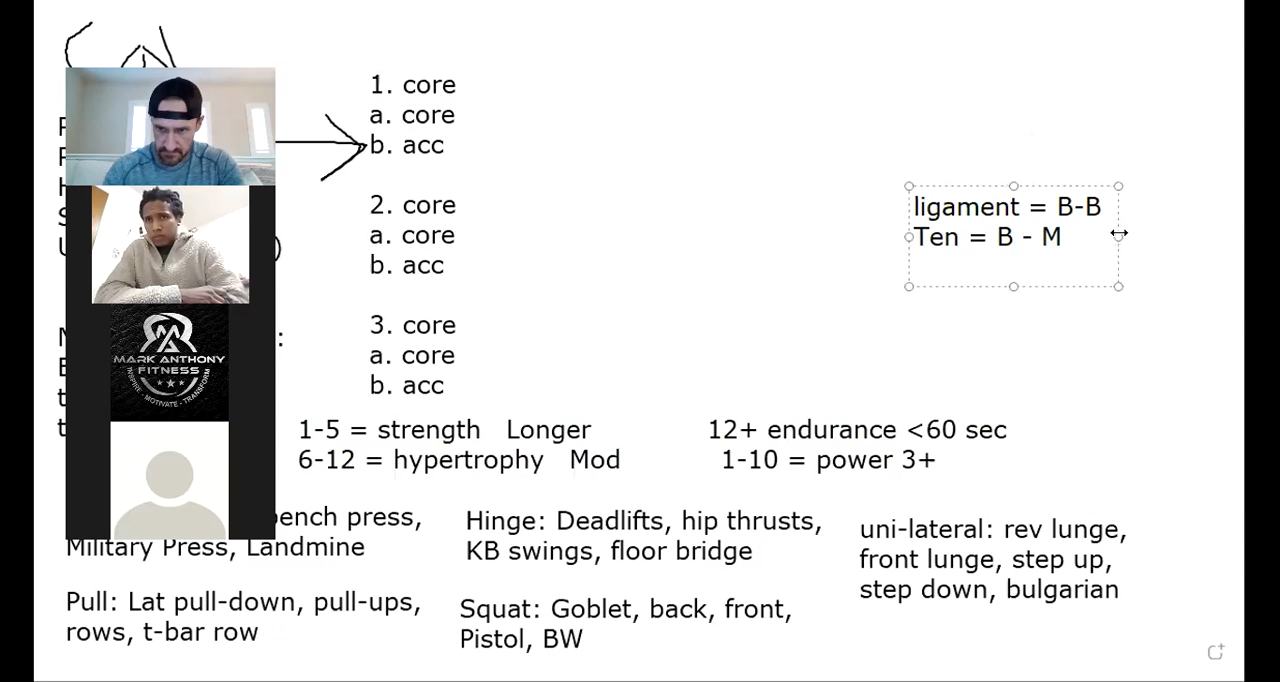 1. core
a. core
b. acc
2. core
a. core
b. acc
3. core
a. core
b. acc
ligament = B-B
Ten = B - M
MARK ANTHONY
FITNESS
INSPIRE - MOTIVATE - TRANSFORM
1-5 = strength Longer
6-12 = hypertrophy Mod
12+ endurance <60 sec
1-10 = power 3+
bench press,
Military Press, Landmine
Pull: Lat pull-down, pull-ups,
rows, t-bar row
Hinge: Deadlifts, hip thrusts,
KB swings, floor bridge
Squat: Goblet, back, front,
Pistol, BW
uni-lateral: rev lunge,
front lunge, step up,
step down, bulgarian